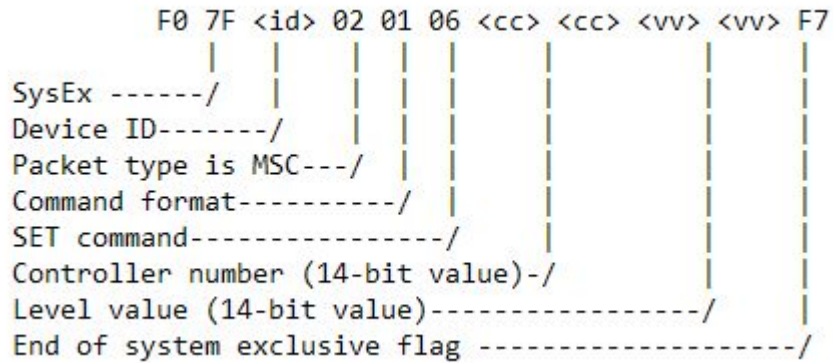 F0 7F <id> 02 01 06 <cc> <cc> <vv> <vv> F7
SysEx ------/
Device ID-------/
Packet type is MSC---/
Command format----------/
SET command----------------/
Controller number (14-bit value)-/
Level value (14-bit value)-----------------/
End of system exclusive flag --------------------/